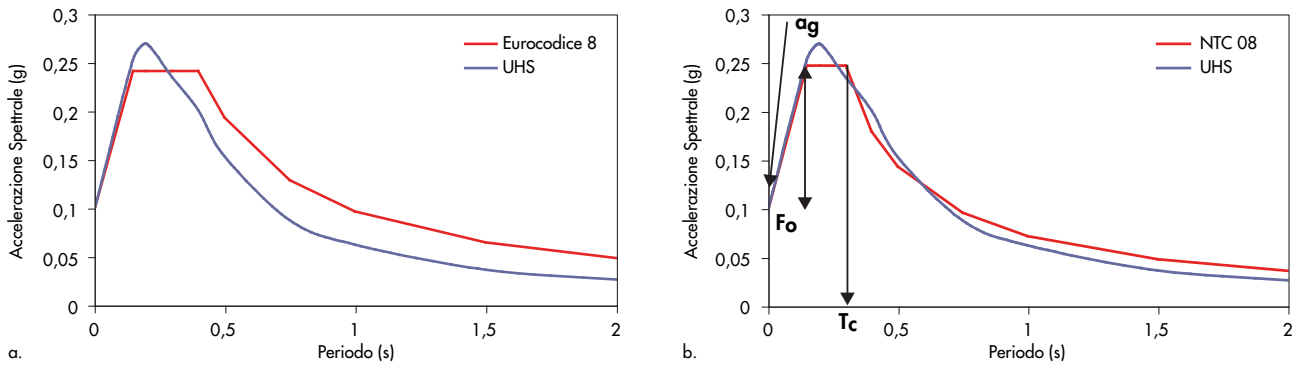 0,3
0,25
0,2
0,15
0,1
0,05
0
Accelerazione Spettrale (g)
Eurocodice 8
UHS
0 0,5 1 1,5 2
Periodo (s)
a.
0,3
0,25
0,2
0,15
0,1
0,05
0
Accelerazione Spettrale (g)
ag
NTC 08
UHS
Fo
Tc
0 0,5 1 1,5 2
Periodo (s)
b.